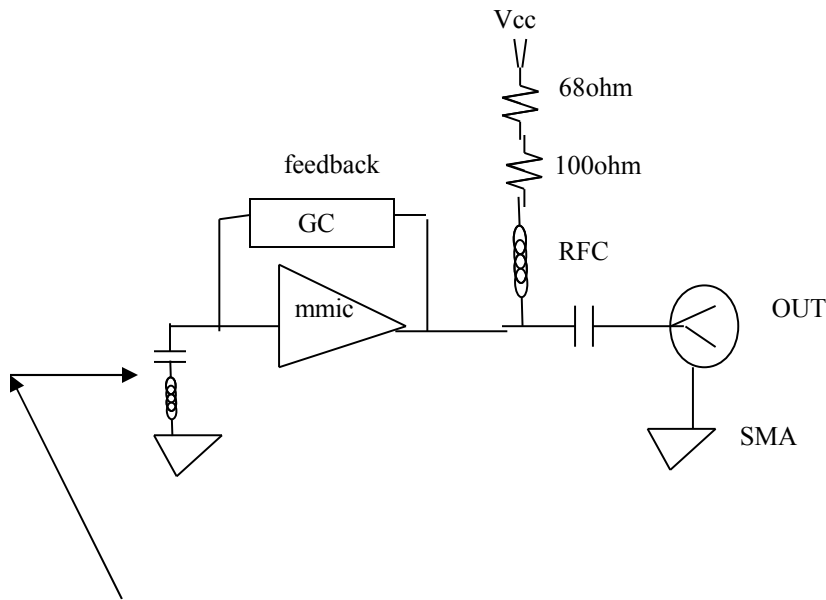 Vcc
68ohm
100ohm
feedback
GC
RFC
mmic
OUT
SMA